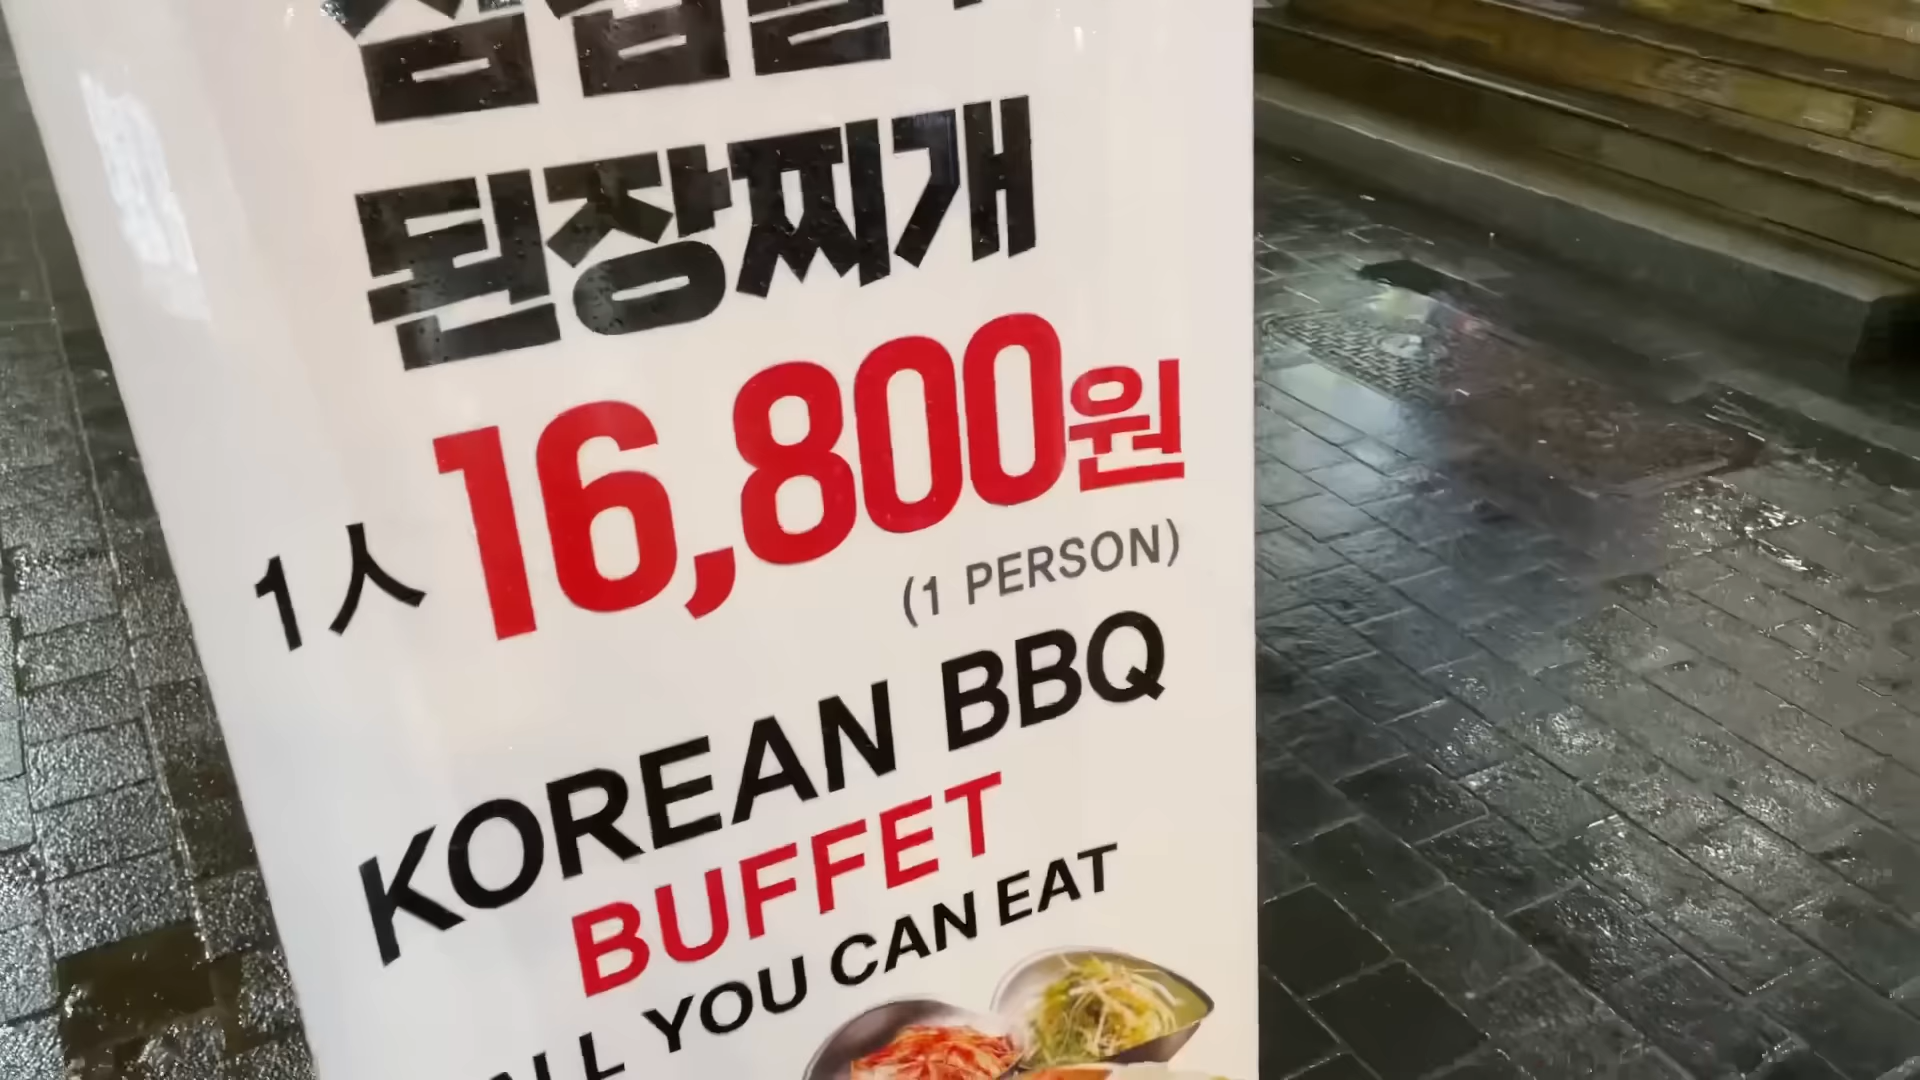 된장찌개
1人 16,800원
(1 PERSON)
KOREAN BBQ
BUFFET
ALL YOU CAN EAT